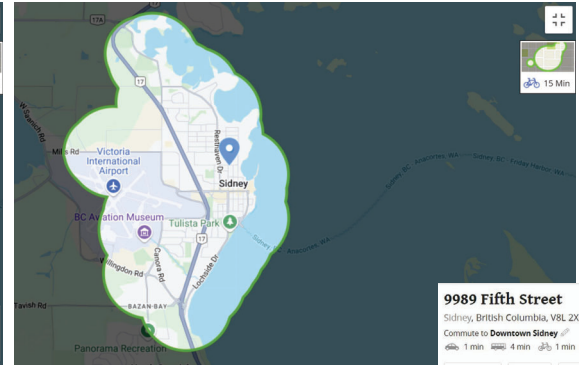 17A
17
15 Min
W Saanich Rd
Mills Rd
Resthaven Dr
Victoria
International
Airport
Sidney
BC Aviation Museum
Tulista Park
17
Sidney, BC - Anacortes, WA
Sidney, BC - Anacortes, WA
Sidney, BC - Friday Harbor, WA
Canora Rd
Willingdon Rd
Lochside Dr
BAZAN BAY
Tavish Rd
Panorama Recreation
9989 Fifth Street
Sidney, British Columbia, V8L 2X
Commute to Downtown Sidney
1 min 4 min 1 min